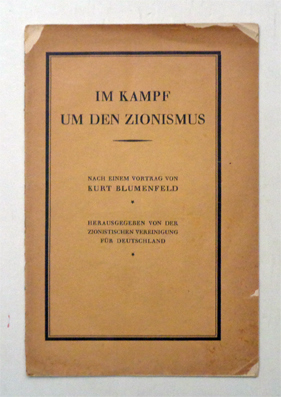 IM KAMPF
UM DEN ZIONISMUS
NACH EINEM VORTRAG VON
KURT BLUMENFELD
HERAUSGEGEBEN VON DER
ZIONISTISCHEN VEREINIGUNG
FÜR DEUTSCHLAND